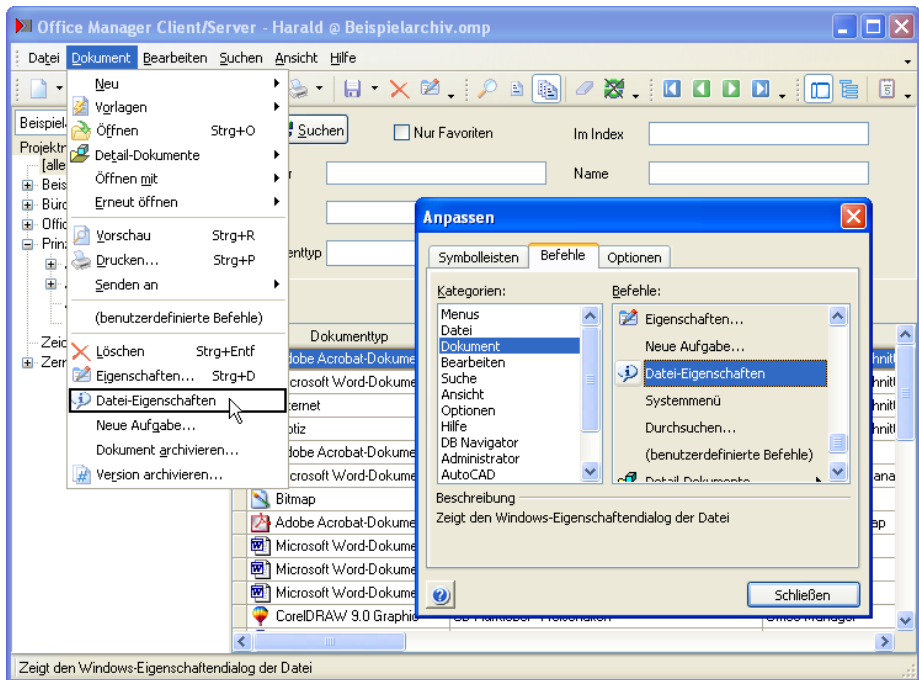 Office Manager Client/Server - Harald @ Beispielarchiv.omp
Datei Dokument Bearbeiten Suchen Ansicht Hilfe
Neu
Vorlagen
Öffnen Strg+O
Detail-Dokumente
Öffnen mit
Erneut öffnen
Vorschau Strg+R
Drucken... Strg+P
Senden an
(benutzerdefinierte Befehle)
Löschen Strg+Entf
Eigenschaften... Strg+D
Datei-Eigenschaften
Neue Aufgabe...
Dokument archivieren...
Version archivieren...
Suchen
Nur Favoriten
Im Index
Name
Dokumenttyp
Bitmap
Adobe Acrobat-Dokume
Microsoft Word-Dokume
Microsoft Word-Dokume
Microsoft Word-Dokume
CorelDRAW 9.0 Graphic
Anpassen
Symbolleisten Befehle Optionen
Kategorien:
Menus
Datei
Dokument
Bearbeiten
Suche
Ansicht
Optionen
Hilfe
DB Navigator
Administrator
AutoCAD
Befehle:
Eigenschaften...
Neue Aufgabe...
Datei-Eigenschaften
Systemmenü
Durchsuchen...
(benutzerdefinierte Befehle)
Beschreibung
Zeigt den Windows-Eigenschaftendialog der Datei
Schließen
Zeigt den Windows-Eigenschaftendialog der Datei